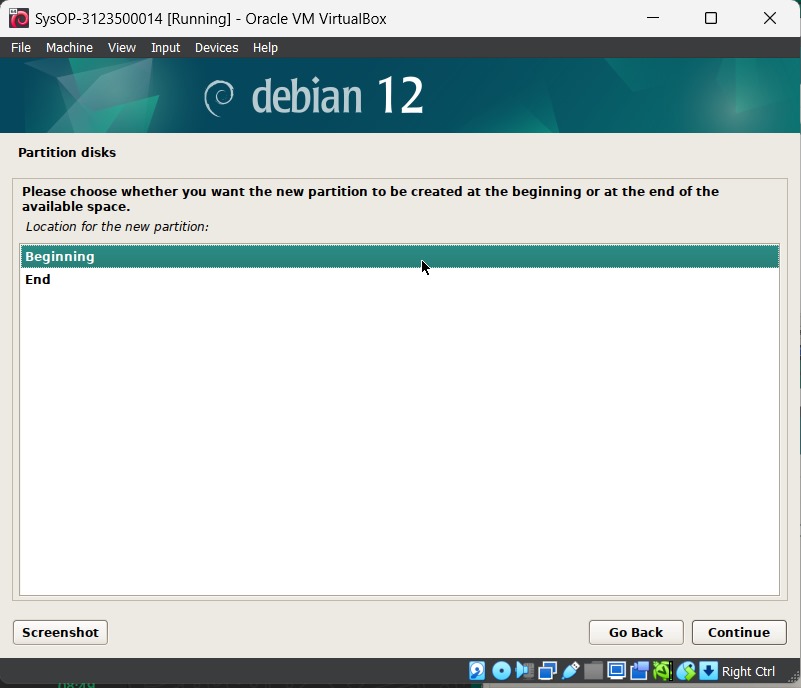 SysOP-3123500014 [Running] - Oracle VM VirtualBox
File Machine View Input Devices Help
debian 12
Partition disks
Please choose whether you want the new partition to be created at the beginning or at the end of the
available space.
Location for the new partition:
Beginning
End
Screenshot
Go Back
Continue
Right Ctrl